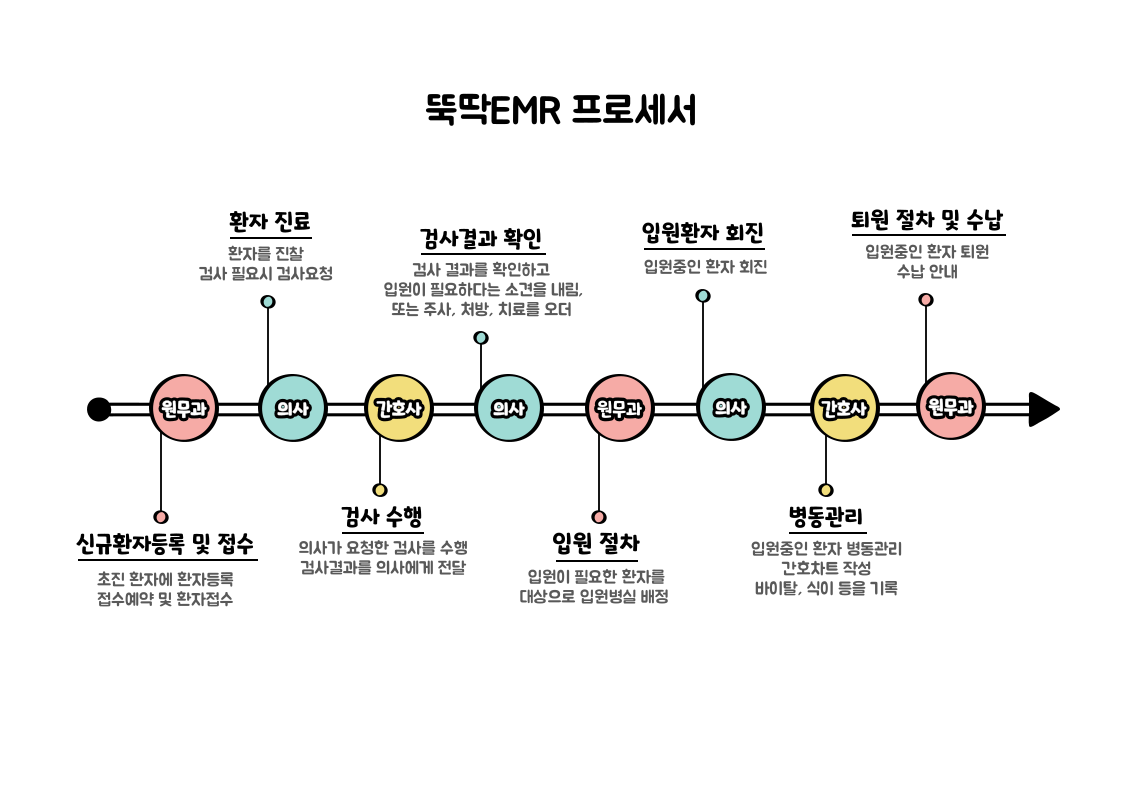 뚝딱EMR 프로세서
환자 진료
환자를 진찰
검사 필요시 검사요청
검사결과 확인
검사 결과를 확인하고
입원이 필요하다는 소견을 내림,
또는 주사, 처방, 치료를 오더
입원환자 회진
입원중인 환자 회진
퇴원 절차 및 수납
입원중인 환자 퇴원
수납 안내
원무과
의사
간호사
의사
원무과
의사
간호사
원무과
신규환자등록 및 접수
초진 환자에 환자등록
접수예약 및 환자접수
검사 수행
의사가 요청한 검사를 수행
검사결과를 의사에게 전달
입원 절차
입원이 필요한 환자를
대상으로 입원병실 배정
병동관리
입원중인 환자 병동관리
간호차트 작성
바이탈, 식이 등을 기록